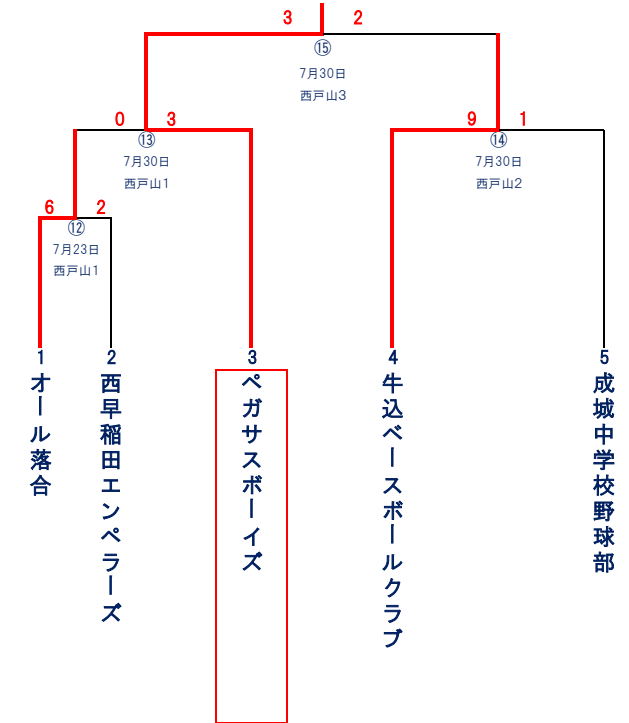 3 2
⑮
7月30日
西戸山3
0 3
9 1
⑬
7月30日
西戸山1
⑭
7月30日
西戸山2
6 2
⑫
7月23日
西戸山1
1
オール落合
2
西早稲田エンペラーズ
3
ペガサスボーイズ
4
牛込ベースボールクラブ
5
成城中学校野球部